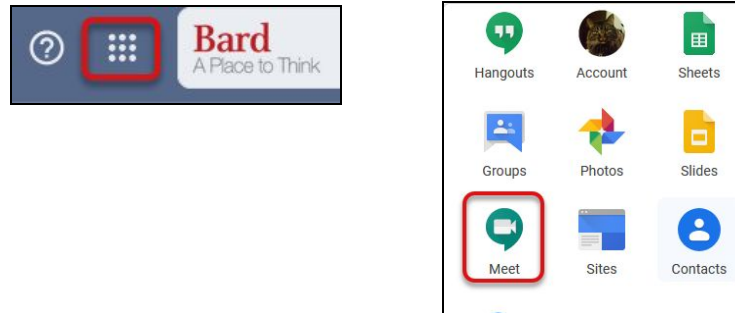 ?
Bard
A Place to Think
Hangouts Account Sheets
Groups Photos Slides
Meet Sites Contacts